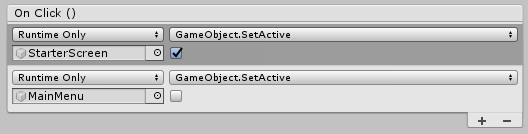 On Click ()
Runtime Only GameObject.SetActive
StarterScreen
Runtime Only GameObject.SetActive
MainMenu
+ −